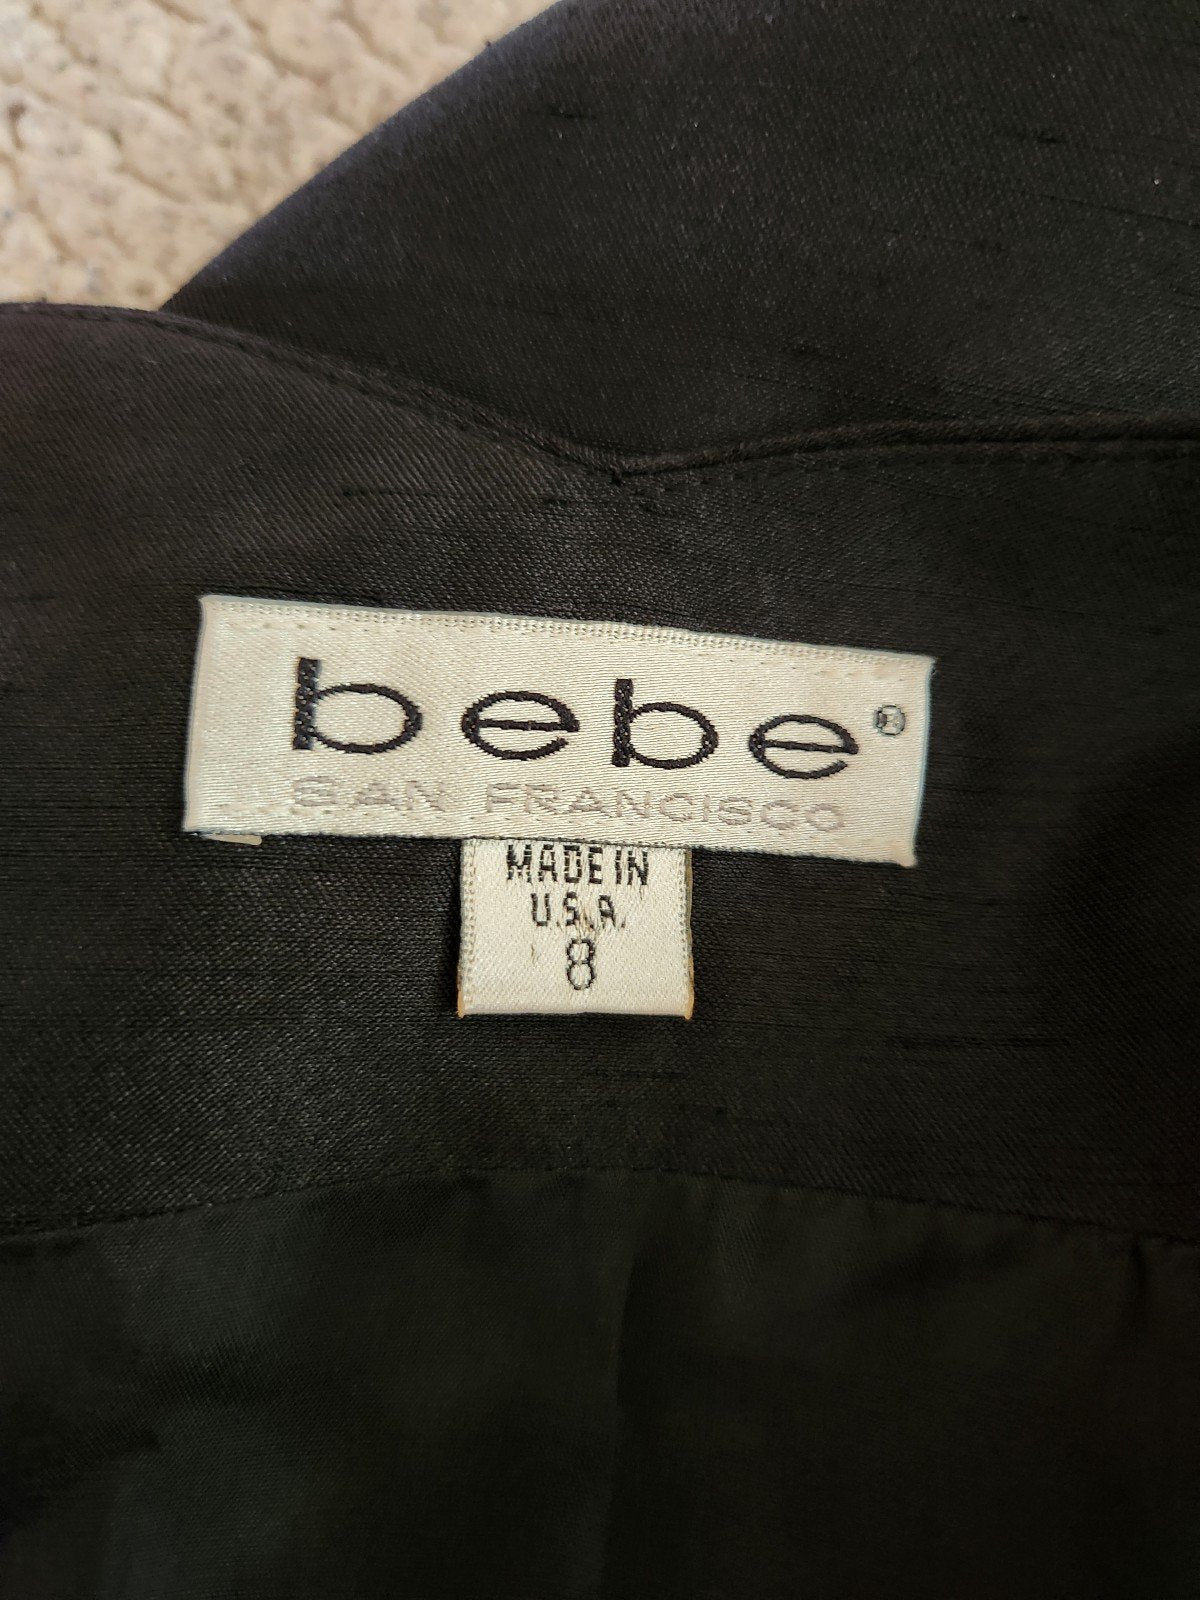 bebe®
SAN FRANCISCO
MADE IN
U.S.A.
8